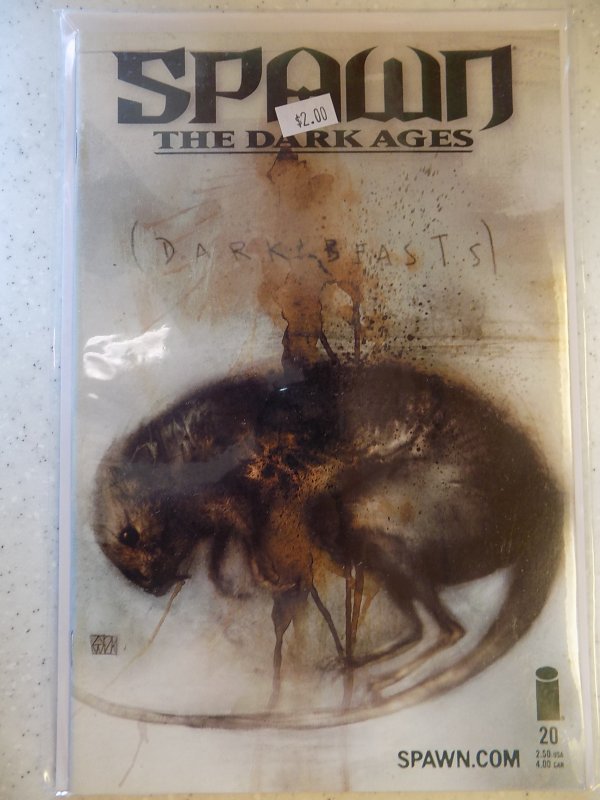 SPAWN
$2.00
THE DARK AGES
(DARK BEASTS)
20
2.50 USA
4.00 CAN
SPAWN.COM